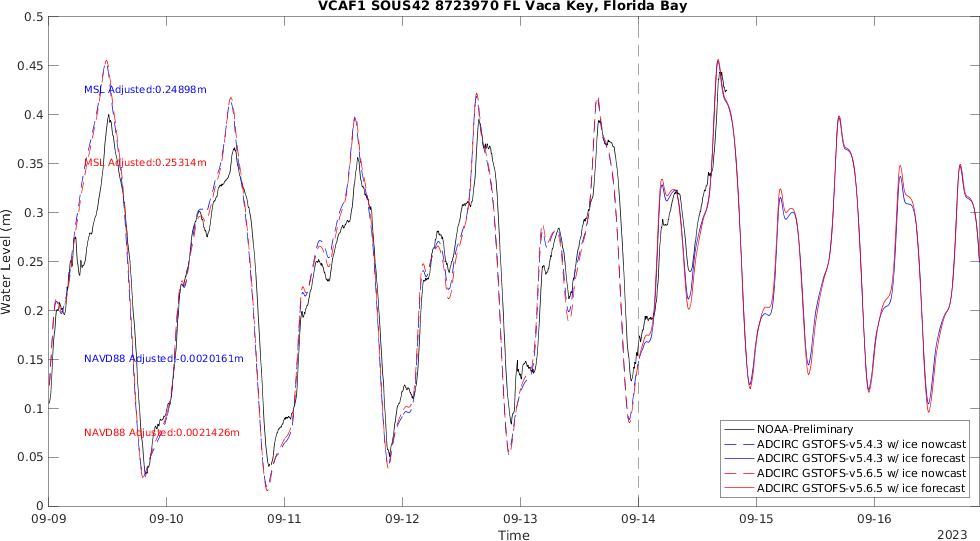 VCAF1 SOUS42 8723970 FL Vaca Key, Florida Bay
Water Level (m)
0.5
0.45
0.4
0.35
0.3
0.25
0.2
0.15
0.1
0.05
0
MSL Adjusted:0.24898m
MSL Adjusted:0.25314m
NAVD88 Adjusted:-0.0020161m
NAVD88 Adjusted:0.0021426m
NOAA-Preliminary
ADCIRC GSTOFS-v5.4.3 w/ ice nowcast
ADCIRC GSTOFS-v5.4.3 w/ ice forecast
ADCIRC GSTOFS-v5.6.5 w/ ice nowcast
ADCIRC GSTOFS-v5.6.5 w/ ice forecast
09-09 09-10 09-11 09-12 09-13 09-14 09-15 09-16
Time
2023